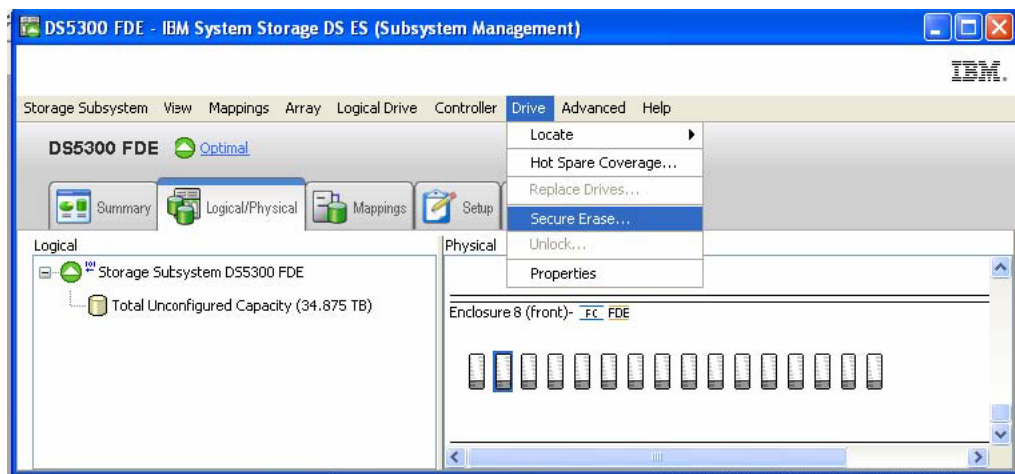 DS5300 FDE - IBM System Storage DS ES (Subsystem Management)
IBM.
Storage Subsystem View Mappings Array Logical Drive Controller Drive Advanced Help
DS5300 FDE Optimal
Locate
Hot Spare Coverage...
Replace Drives...
Secure Erase...
Unlock...
Properties
Summary Logical/Physical Mappings Setup
Logical
Storage Subsystem DS5300 FDE
Total Unconfigured Capacity (34.875 TB)
Physical
Enclosure 8 (front)- FC FDE